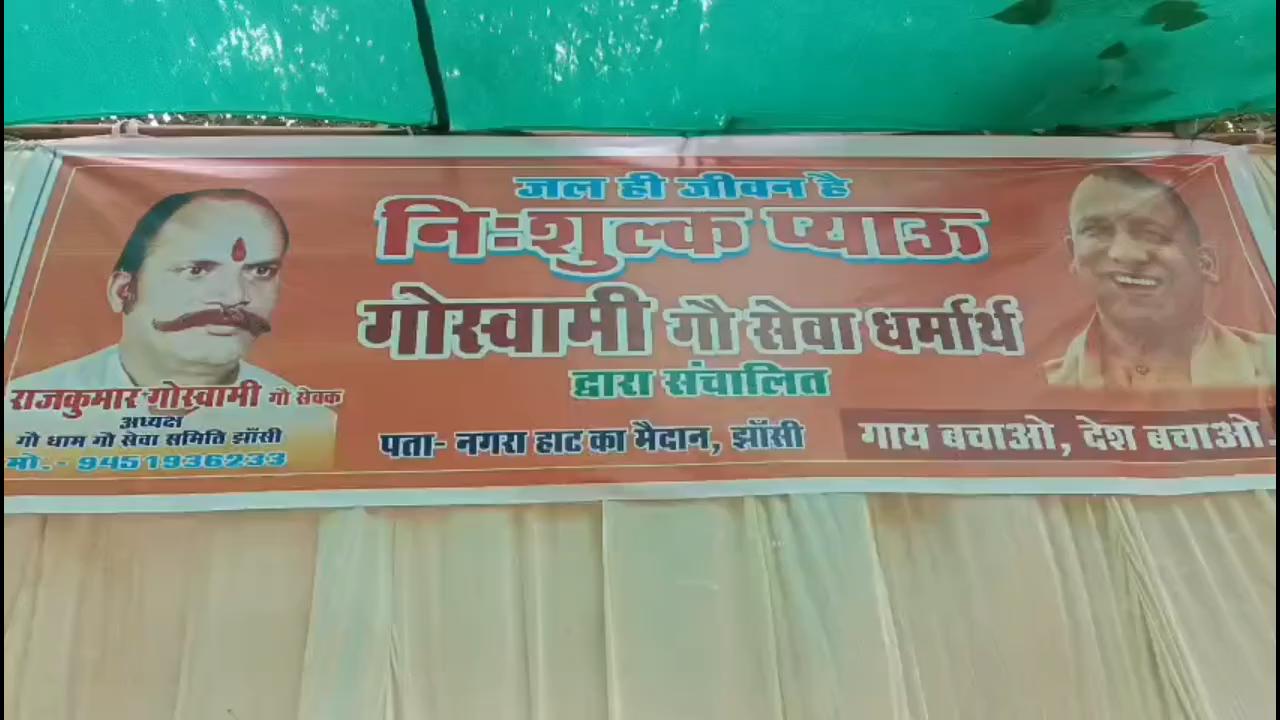 जल ही जीवन है
नि:शुल्क प्याऊ
गोस्वामी गौ सेवा धर्मार्थ
द्वारा संचालित
पता- नगरा हाट का मैदान, झाँसी
राजकुमार गोस्वामी गौ सेवक
अध्यक्ष
गौ धाम गौ सेवा समिति झाँसी
मो.- 9451936233
गाय बचाओ, देश बचाओ.